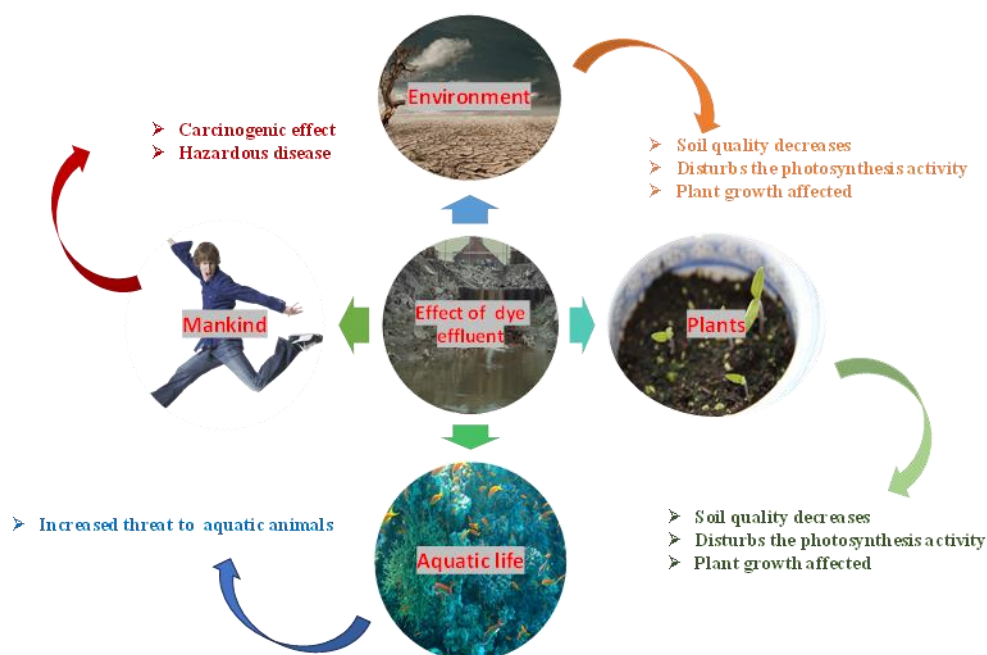 Environment
➢ Carcinogenic effect
➢ Hazardous disease
➢ Soil quality decreases
➢ Disturbs the photosynthesis activity
➢ Plant growth affected
Mankind
Effect of dye
effluent
Plants
➢ Increased threat to aquatic animals
➢ Soil quality decreases
➢ Disturbs the photosynthesis activity
➢ Plant growth affected
Aquatic life